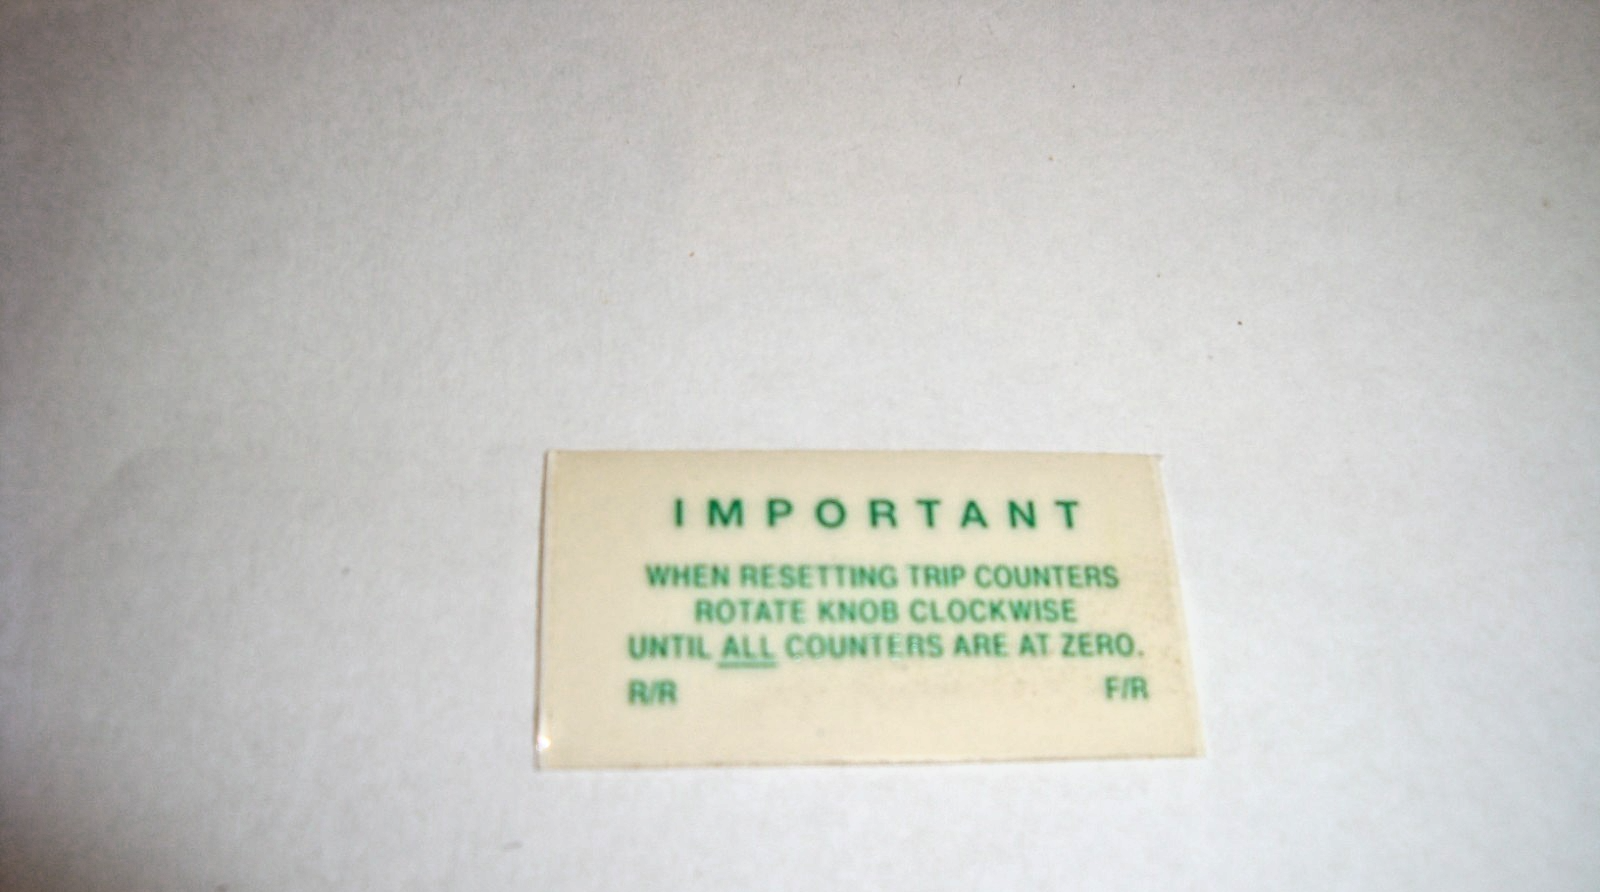 IMPORTANT
WHEN RESETTING TRIP COUNTERS
ROTATE KNOB CLOCKWISE
UNTIL ALL COUNTERS ARE AT ZERO.
R/R F/R